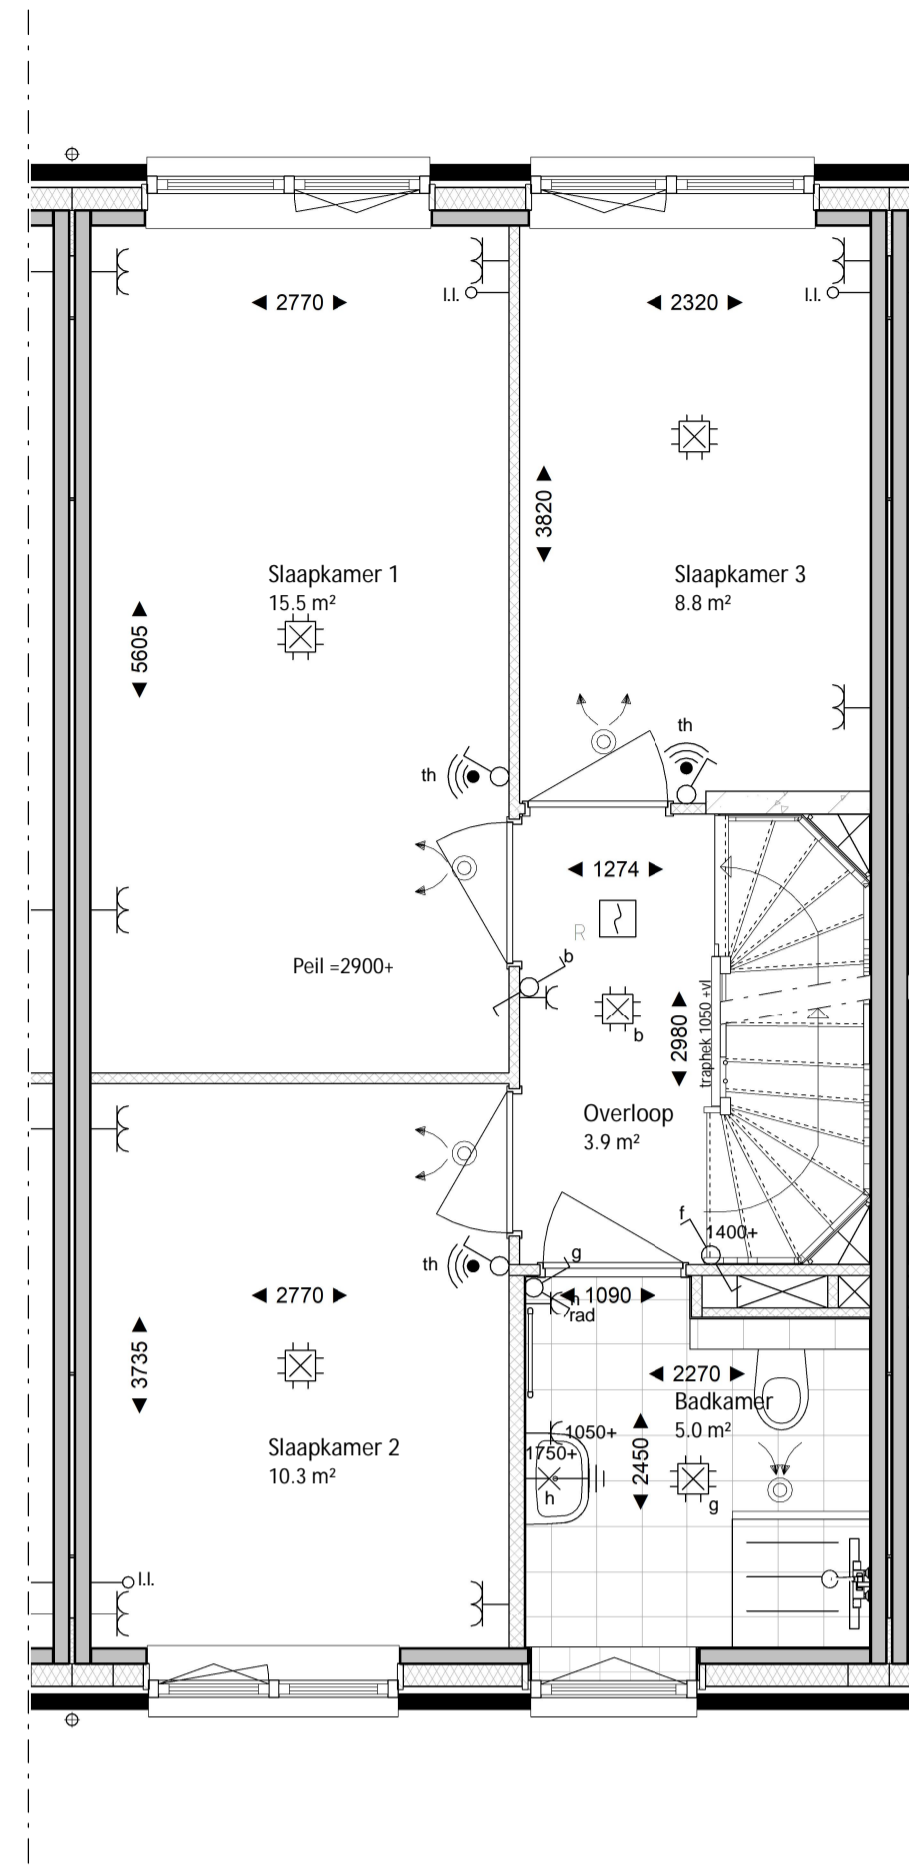 2770
l.l.
2320
l.l.
3820
Slaapkamer 1
15.5 m²
Slaapkamer 3
8.8 m²
5605
th
th
1274
R
b
Peil =2900+
b
2980
traphek 1050 +vl
Overloop
3.9 m²
f
1400+
g
th
2770
h
1090
rad
3735
2270
Badkamer
5.0 m²
1050+
1750+
2450
Slaapkamer 2
10.3 m²
h
g
l.l.